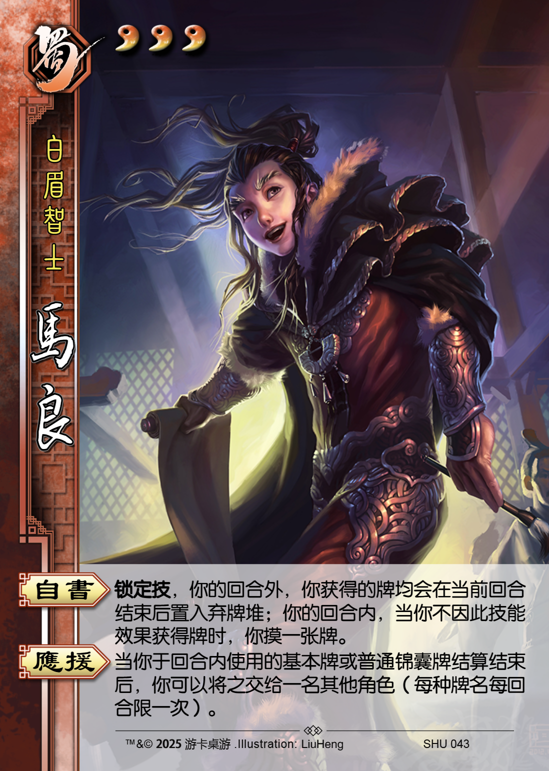 蜀
白眉智士
馬良
自書
锁定技，你的回合外，你获得的牌均会在当前回合
结束后置入弃牌堆；你的回合内，当你不因此技能
效果获得牌时，你摸一张牌。
應援
当你于回合内使用的基本牌或普通锦囊牌结算结束
后，你可以将之交给一名其他角色（每种牌名每回
合限一次）。
™&© 2025 游卡桌游 .Illustration: LiuHeng
SHU 043